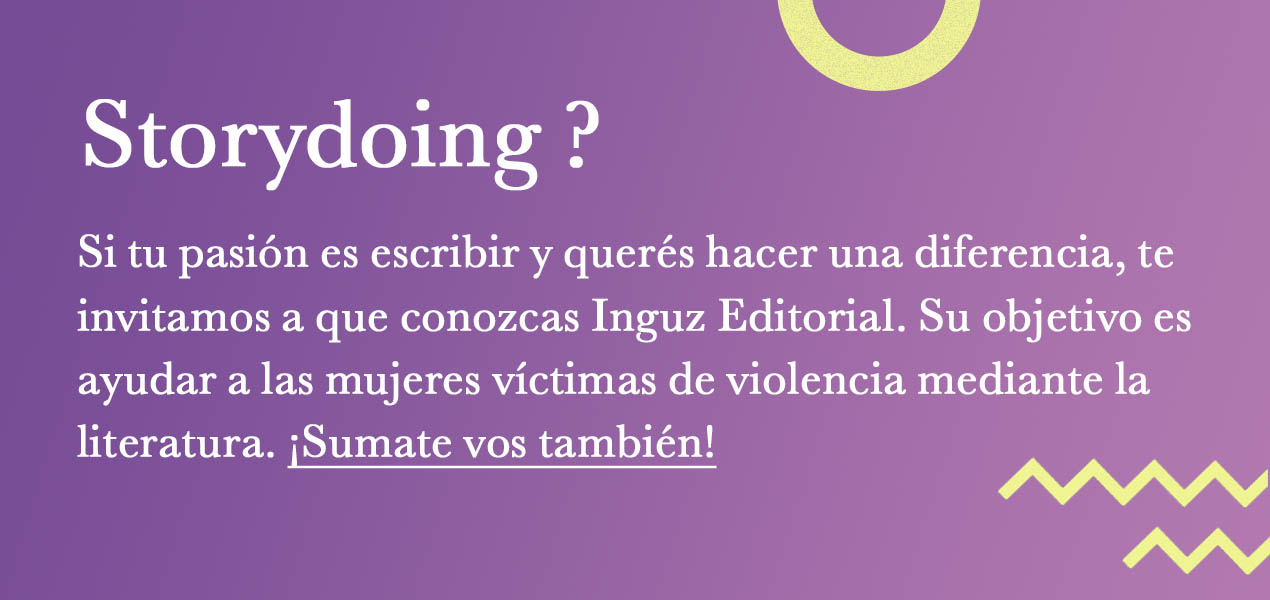 Storydoing ?
Si tu pasión es escribir y querés hacer una diferencia, te
invitamos a que conozcas Inguz Editorial. Su objetivo es
ayudar a las mujeres víctimas de violencia mediante la
literatura. ¡Sumate vos también!